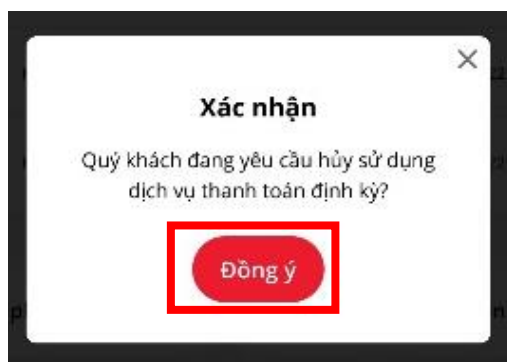 Xác nhận
Quý khách đang yêu cầu hủy sử dụng
dịch vụ thanh toán định kỳ?
Đồng ý